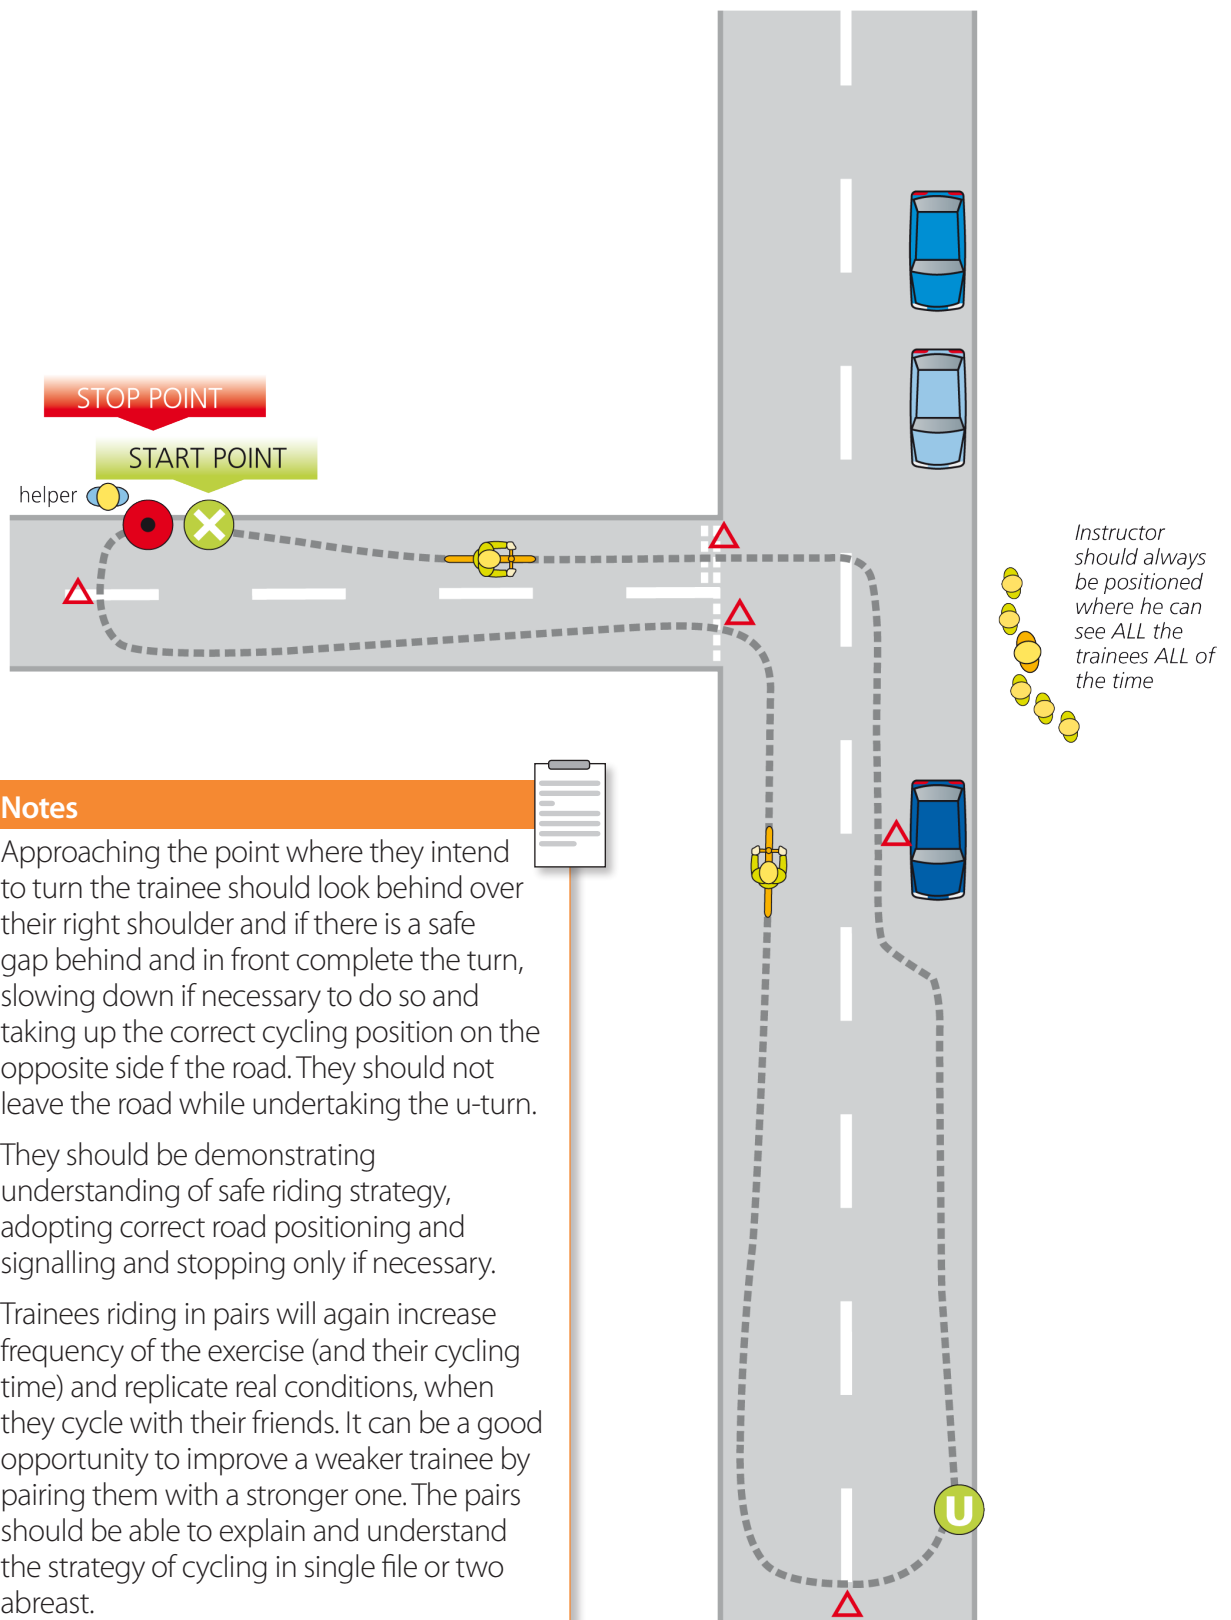 STOP POINT
START POINT
helper
Instructor
should always
be positioned
where he can
see ALL the
trainees ALL of
the time
Notes
Approaching the point where they intend
to turn the trainee should look behind over
their right shoulder and if there is a safe
gap behind and in front complete the turn,
slowing down if necessary to do so and
taking up the correct cycling position on the
opposite side f the road. They should not
leave the road while undertaking the u-turn.
They should be demonstrating
understanding of safe riding strategy,
adopting correct road positioning and
signalling and stopping only if necessary.
Trainees riding in pairs will again increase
frequency of the exercise (and their cycling
time) and replicate real conditions, when
they cycle with their friends. It can be a good
opportunity to improve a weaker trainee by
pairing them with a stronger one. The pairs
should be able to explain and understand
the strategy of cycling in single file or two
abreast.
U